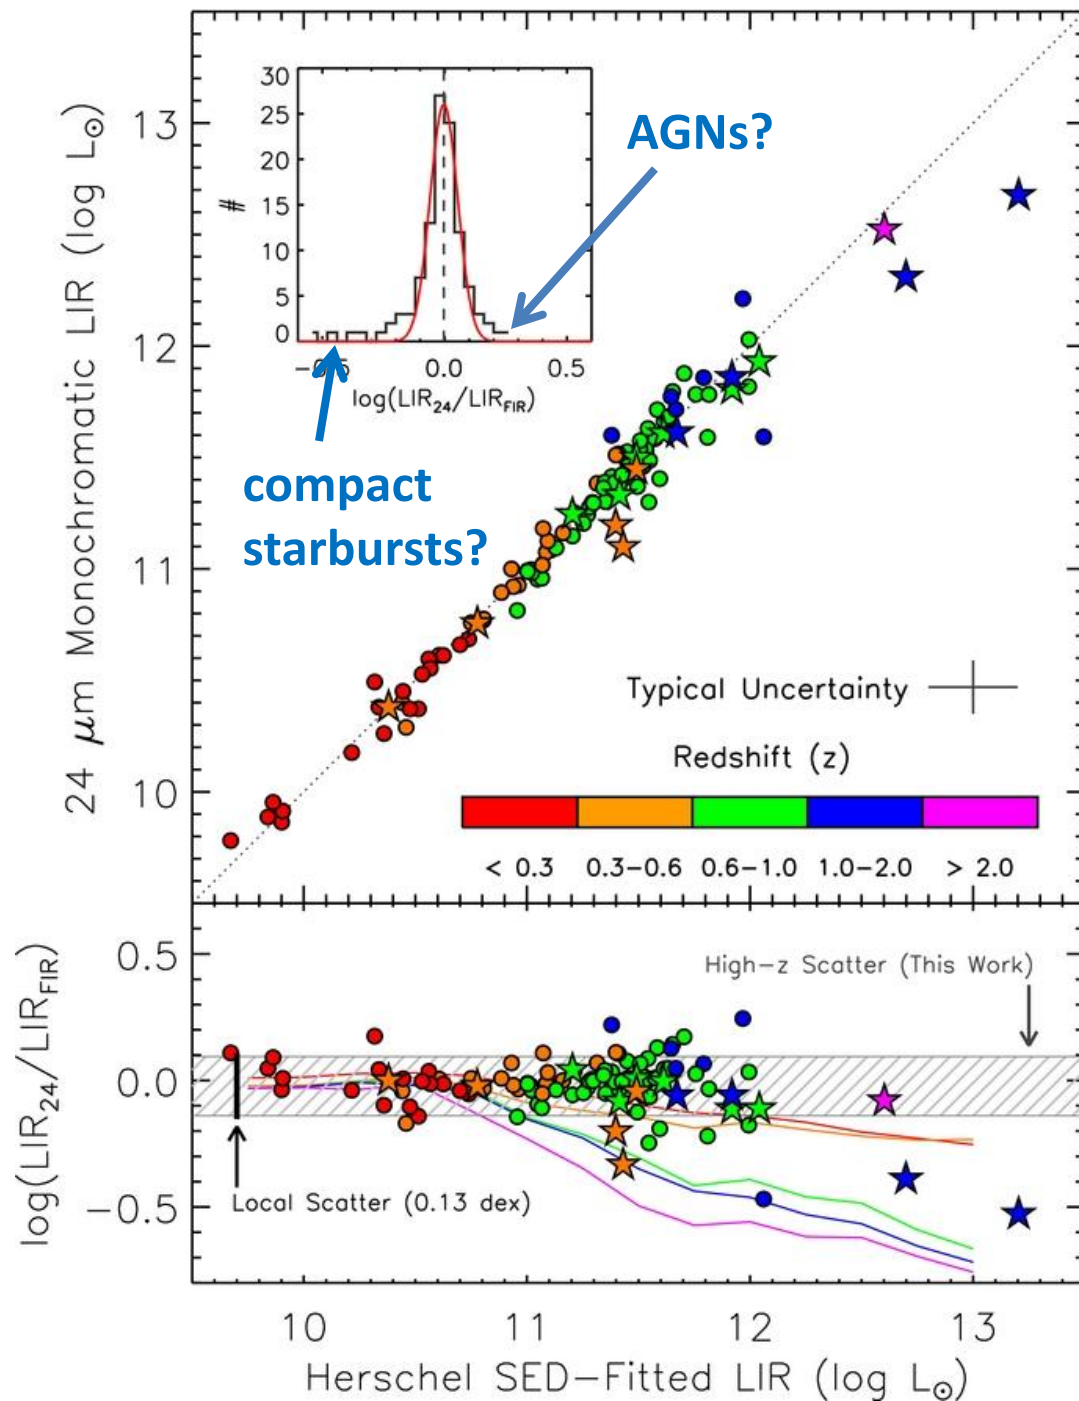 13
12
11
10
24 μm Monochromatic LIR (log L☉)
30
25
20
15
10
5
0
#
0.0
0.5
log(LIR24/LIRFIR)
AGNs?
compact
starbursts?
Typical Uncertainty
Redshift (z)
< 0.3 0.3–0.6 0.6–1.0 1.0–2.0 > 2.0
0.5
0.0
−0.5
log(LIR24/LIRFIR)
High-z Scatter (This Work)
Local Scatter (0.13 dex)
10 11 12 13
Herschel SED-Fitted LIR (log L☉)